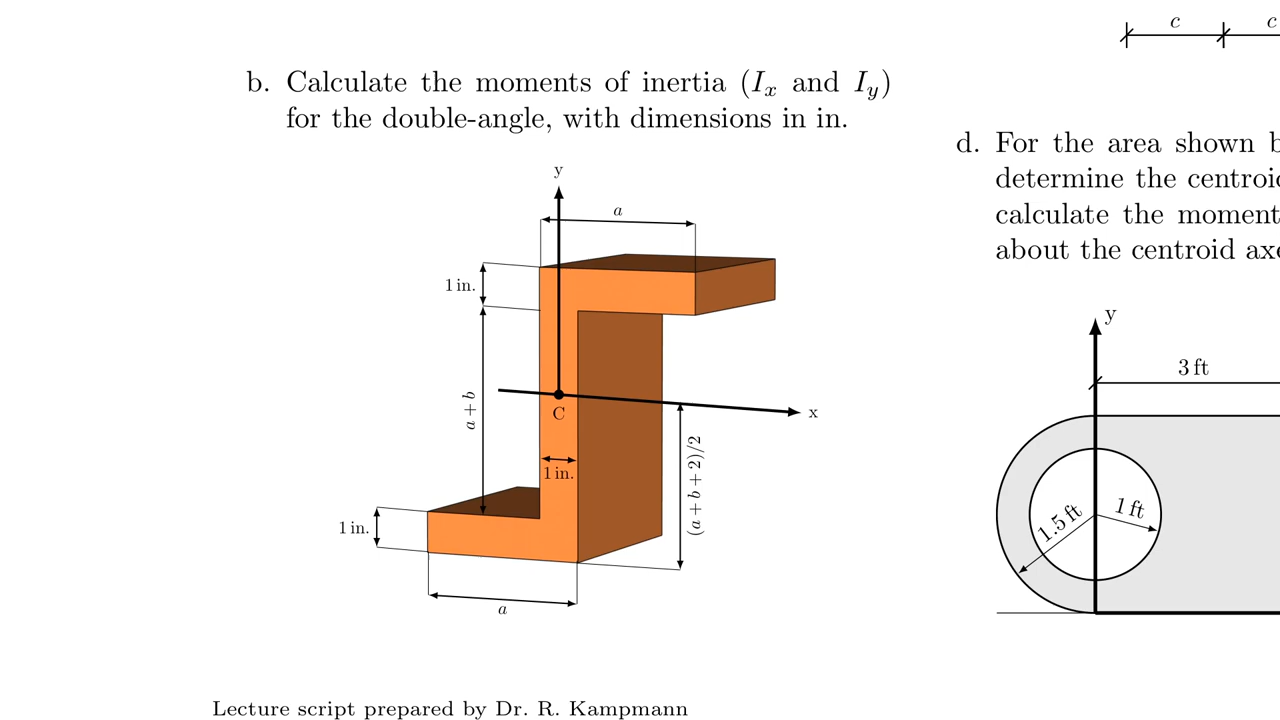 c
c
b. Calculate the moments of inertia (Iₓ and I_y)
for the double-angle, with dimensions in in.
y
a
1 in.
a + b
C
x
1 in.
(a + b + 2)/2
1 in.
a
d. For the area shown b
determine the centroi
calculate the moment
about the centroid ax
y
3 ft
1.5 ft
1 ft
Lecture script prepared by Dr. R. Kampmann